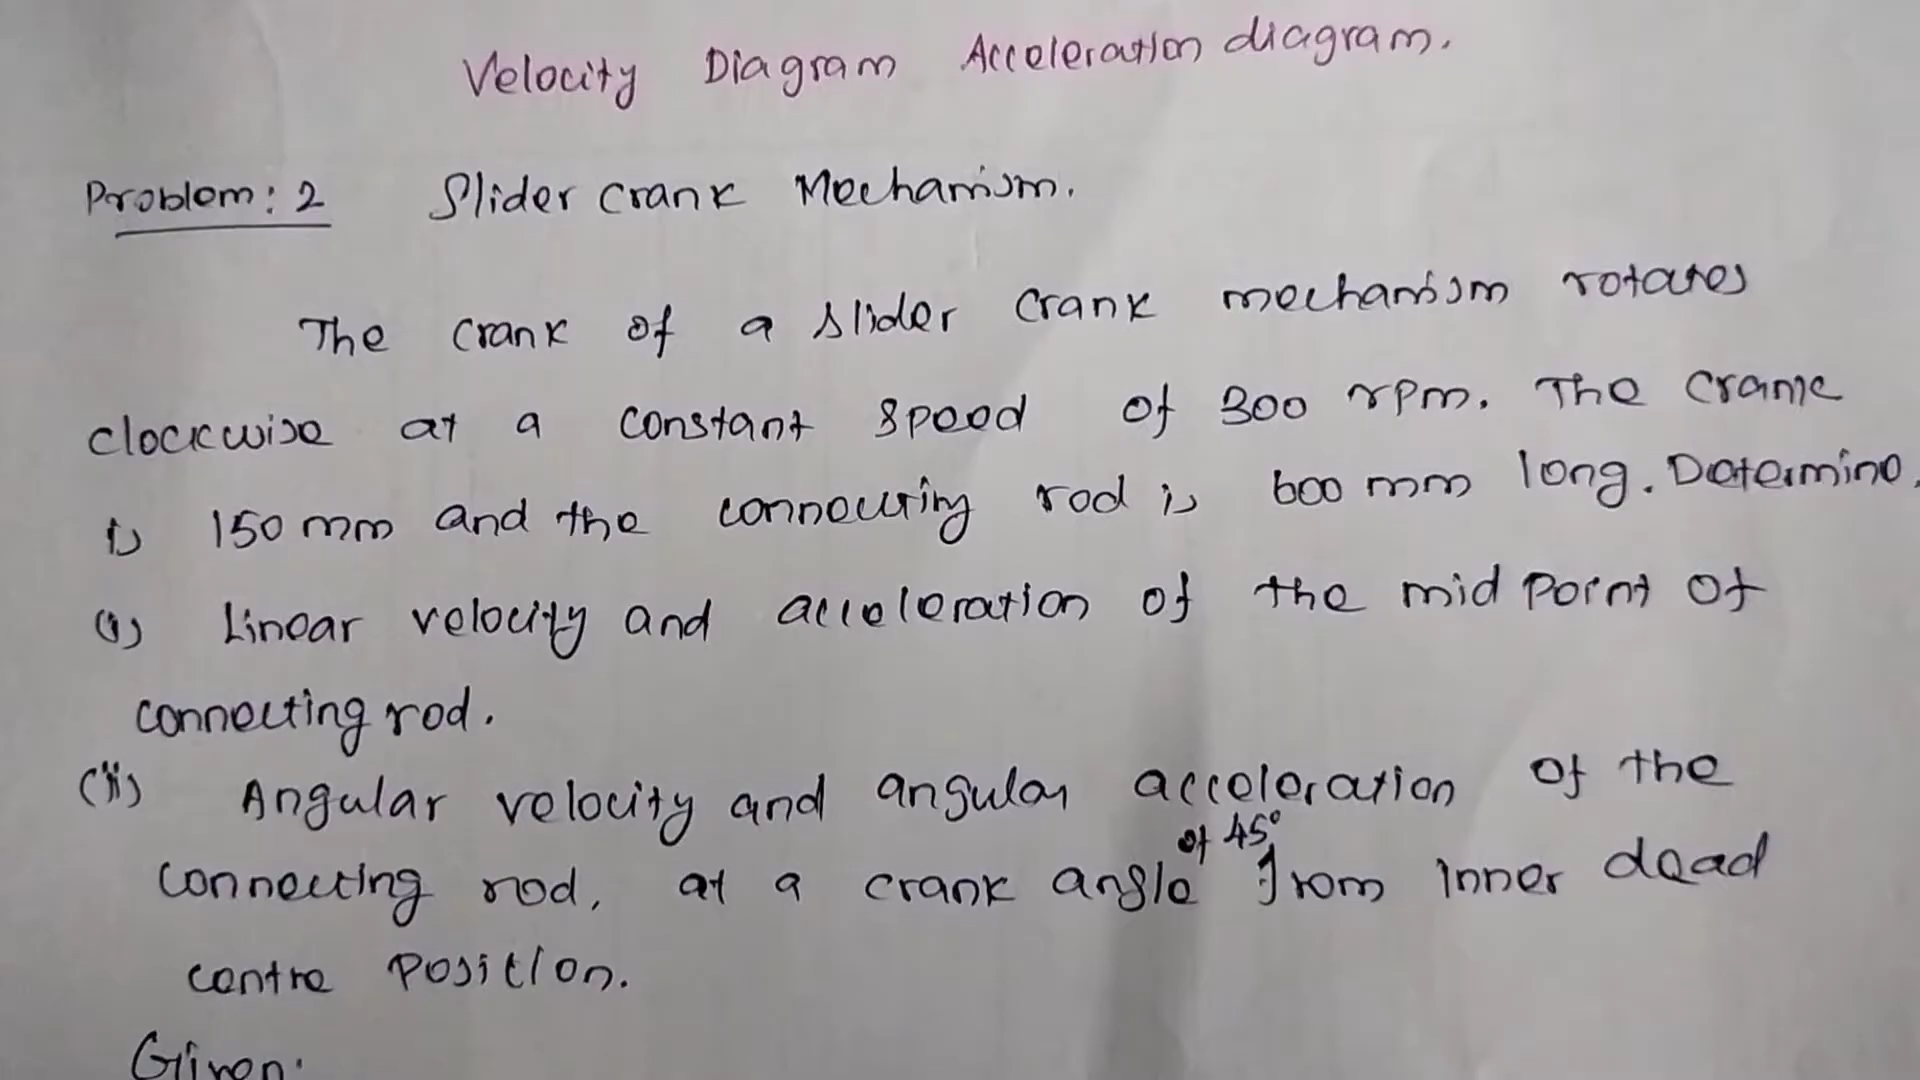 Velocity Diagram Acceleration diagram.
Problem: 2 Slider crank Mechanism.
The crank of a slider crank mechanism rotates
clockwise at a constant speed of 300 rpm. The crank
is 150 mm and the connecting rod is 600 mm long. Determine.
(i) Linear velocity and acceleration of the mid point of
connecting rod.
(ii) Angular velocity and angular acceleration of the
connecting rod, at a crank angle of 45° from inner dead
centre position.
Given: